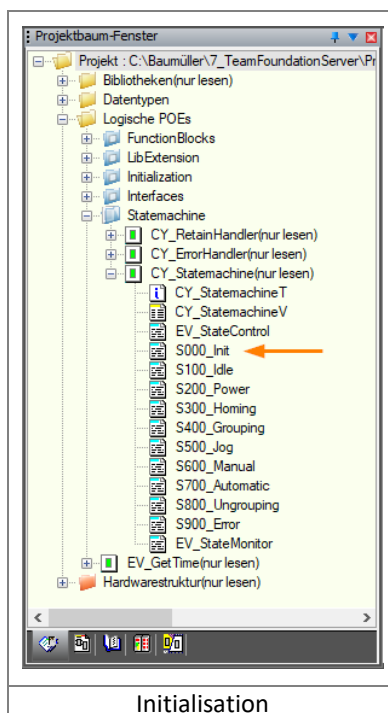 Projektbaum-Fenster
Projekt : C:\Baumüller\7_TeamFoundationServer\Pr
Bibliotheken(nur lesen)
Datentypen
Logische POEs
FunctionBlocks
LibExtension
Initialization
Interfaces
Statemachine
CY_RetainHandler(nur lesen)
CY_ErrorHandler(nur lesen)
CY_Statemachine(nur lesen)
CY_StatemachineT
CY_StatemachineV
EV_StateControl
S000_Init
S100_Idle
S200_Power
S300_Homing
S400_Grouping
S500_Jog
S600_Manual
S700_Automatic
S800_Ungrouping
S900_Error
EV_StateMonitor
EV_GetTime(nur lesen)
Hardwarestruktur(nur lesen)
Initialisation